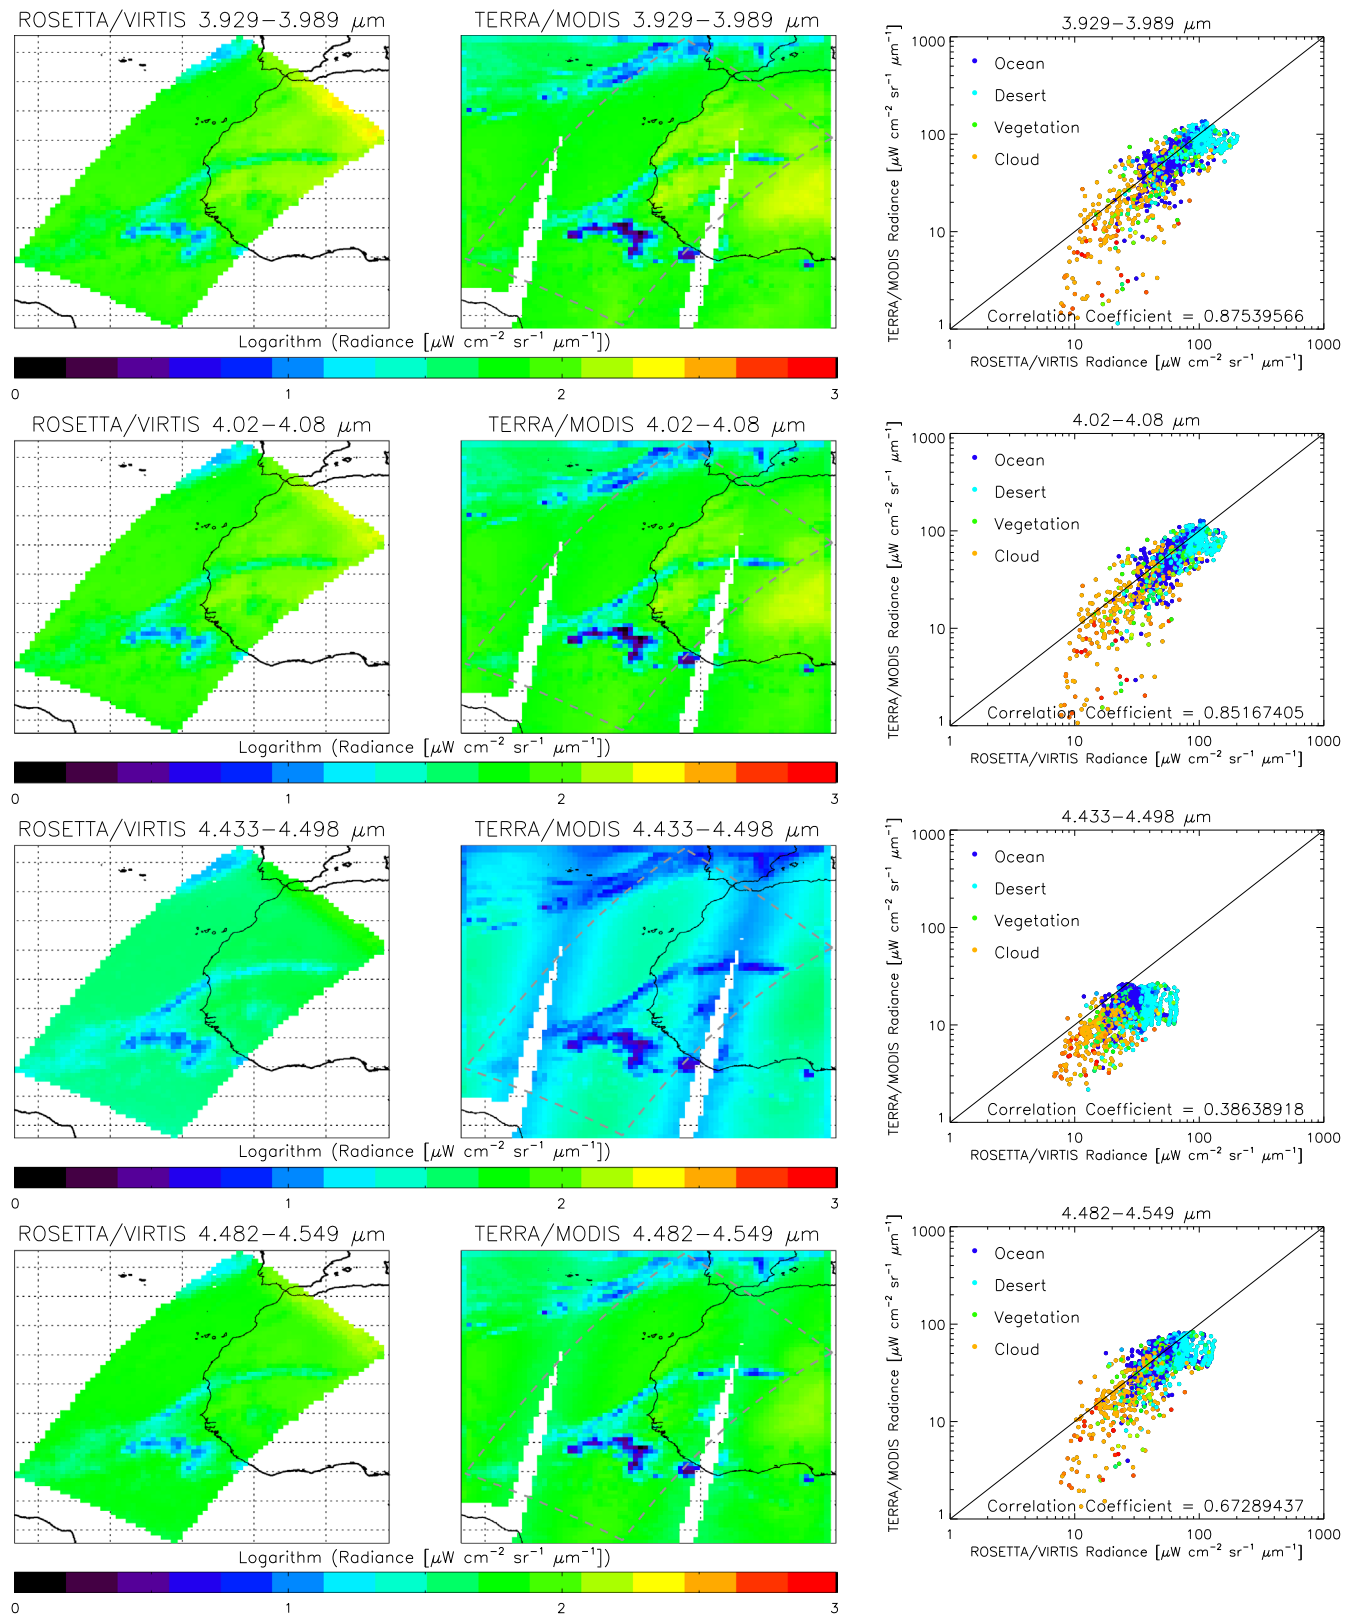 ROSETTA/VIRTIS 3.929−3.989 μm
TERRA/MODIS 3.929−3.989 μm
3.929−3.989 μm
TERRA/MODIS Radiance [μW cm⁻² sr⁻¹ μm⁻¹]
1000
100
10
1
Ocean
Desert
Vegetation
Cloud
Correlation Coefficient = 0.87539566
1 10 100 1000
ROSETTA/VIRTIS Radiance [μW cm⁻² sr⁻¹ μm⁻¹]
Logarithm (Radiance [μW cm⁻² sr⁻¹ μm⁻¹])
0 1 2 3
ROSETTA/VIRTIS 4.02−4.08 μm
TERRA/MODIS 4.02−4.08 μm
4.02−4.08 μm
TERRA/MODIS Radiance [μW cm⁻² sr⁻¹ μm⁻¹]
1000
100
10
1
Ocean
Desert
Vegetation
Cloud
Correlation Coefficient = 0.85167405
1 10 100 1000
ROSETTA/VIRTIS Radiance [μW cm⁻² sr⁻¹ μm⁻¹]
Logarithm (Radiance [μW cm⁻² sr⁻¹ μm⁻¹])
0 1 2 3
ROSETTA/VIRTIS 4.433−4.498 μm
TERRA/MODIS 4.433−4.498 μm
4.433−4.498 μm
TERRA/MODIS Radiance [μW cm⁻² sr⁻¹ μm⁻¹]
1000
100
10
1
Ocean
Desert
Vegetation
Cloud
Correlation Coefficient = 0.38638918
1 10 100 1000
ROSETTA/VIRTIS Radiance [μW cm⁻² sr⁻¹ μm⁻¹]
Logarithm (Radiance [μW cm⁻² sr⁻¹ μm⁻¹])
0 1 2 3
ROSETTA/VIRTIS 4.482−4.549 μm
TERRA/MODIS 4.482−4.549 μm
4.482−4.549 μm
TERRA/MODIS Radiance [μW cm⁻² sr⁻¹ μm⁻¹]
1000
100
10
1
Ocean
Desert
Vegetation
Cloud
Correlation Coefficient = 0.67289437
1 10 100 1000
ROSETTA/VIRTIS Radiance [μW cm⁻² sr⁻¹ μm⁻¹]
Logarithm (Radiance [μW cm⁻² sr⁻¹ μm⁻¹])
0 1 2 3